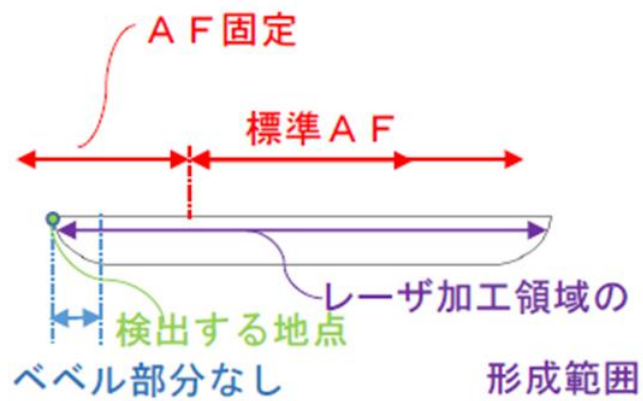 ＡＦ固定
標準ＡＦ
レーザ加工領域の
検出する地点
ベベル部分なし
形成範囲